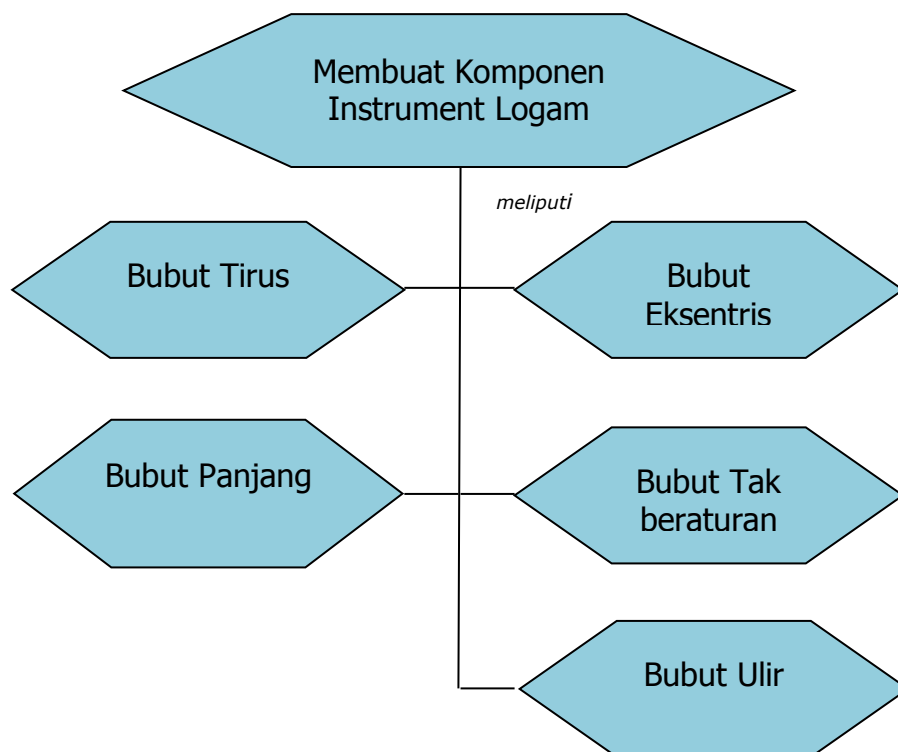 Membuat Komponen
Instrument Logam
meliputi
Bubut Tirus
Bubut
Eksentris
Bubut Panjang
Bubut Tak
beraturan
Bubut Ulir